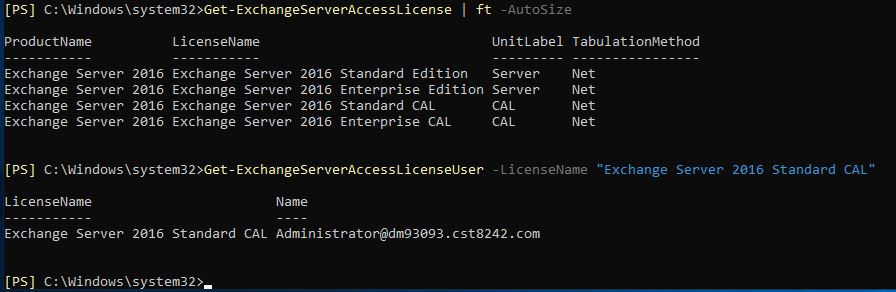 [PS] C:\Windows\system32>Get-ExchangeServerAccessLicense | ft -AutoSize
ProductName LicenseName UnitLabel TabulationMethod
----------- ----------- --------- ----------------
Exchange Server 2016 Exchange Server 2016 Standard Edition Server Net
Exchange Server 2016 Exchange Server 2016 Enterprise Edition Server Net
Exchange Server 2016 Exchange Server 2016 Standard CAL CAL Net
Exchange Server 2016 Exchange Server 2016 Enterprise CAL CAL Net
[PS] C:\Windows\system32>Get-ExchangeServerAccessLicenseUser -LicenseName "Exchange Server 2016 Standard CAL"
LicenseName Name
----------- ----
Exchange Server 2016 Standard CAL Administrator@dm93093.cst8242.com
[PS] C:\Windows\system32>